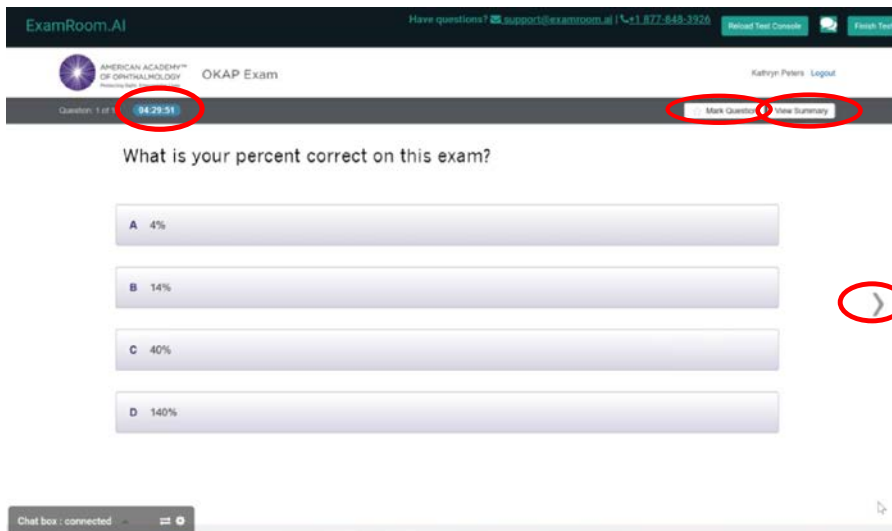 ExamRoom.AI
Have questions? support@examroom.ai | +1 877-848-3926
Reload Test Console
Finish Test
AMERICAN ACADEMY™
OF OPHTHALMOLOGY
OKAP Exam
Kathryn Peters Logout
Question: 1 of 1
04:29:51
Mark Question
View Summary
What is your percent correct on this exam?
A 4%
B 14%
C 40%
D 140%
Chat box : connected